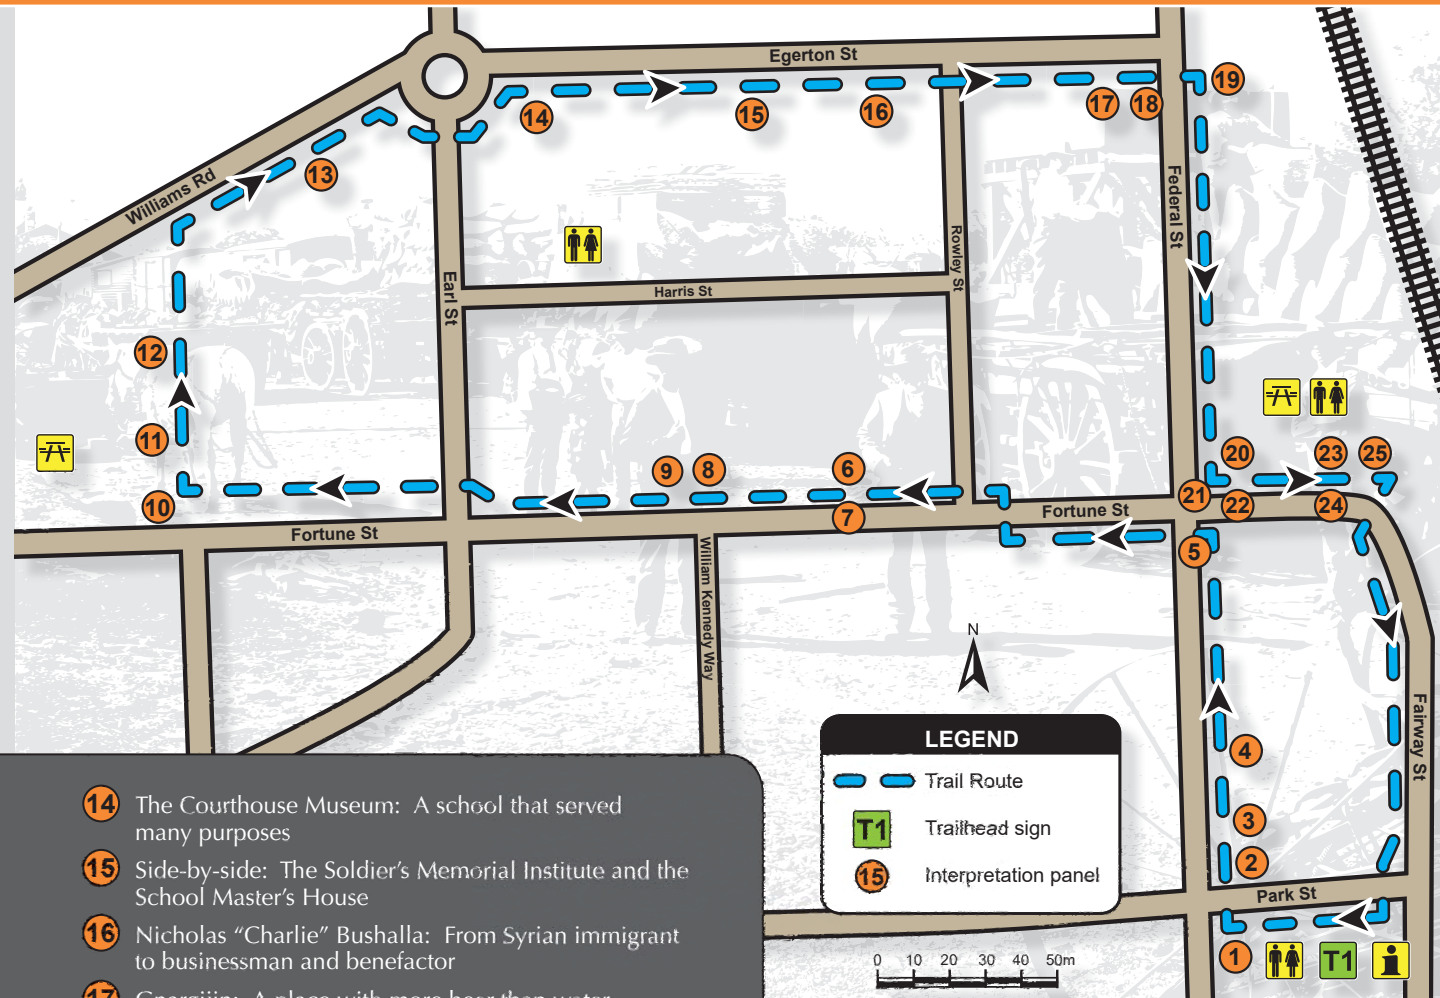 Egerton St
19
14
15
16
17
18
13
Williams Rd
Federal St
Rowley St
Earl St
Harris St
12
11
10
9
8
6
7
20
23
25
21
22
24
5
Fortune St
Fortune St
William Kennedy Way
N
Fairway St
4
3
2
1
Park St
T1
i
LEGEND
Trail Route
T1 Trailhead sign
15 Interpretation panel
0 10 20 30 40 50m
14 The Courthouse Museum: A school that served
many purposes
15 Side-by-side: The Soldier's Memorial Institute and the
School Master's House
16 Nicholas “Charlie” Bushalla: From Syrian immigrant
to businessman and benefactor
17